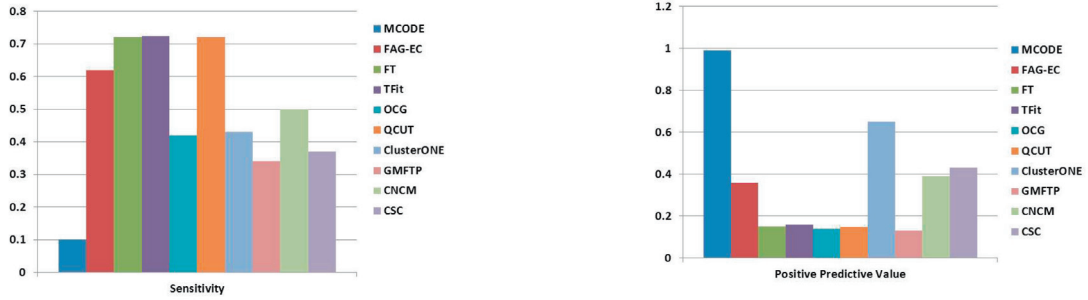 0.8
0.7
0.6
0.5
0.4
0.3
0.2
0.1
0
Sensitivity
MCODE
FAG-EC
FT
TFit
OCG
QCUT
ClusterONE
GMFTP
CNCM
CSC
1.2
1
0.8
0.6
0.4
0.2
0
Positive Predictive Value
MCODE
FAG-EC
FT
TFit
OCG
QCUT
ClusterONE
GMFTP
CNCM
CSC